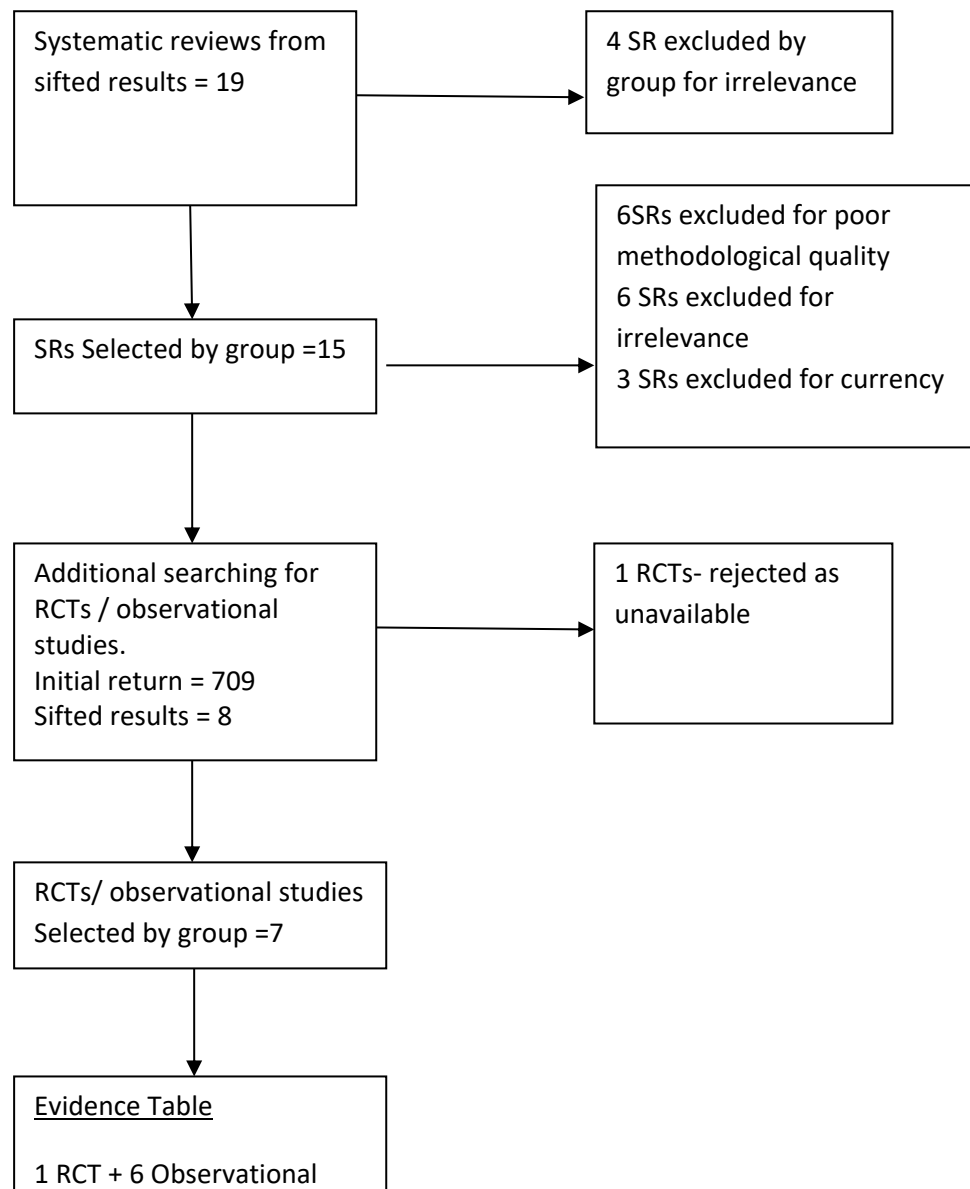 Systematic reviews from
sifted results = 19
4 SR excluded by
group for irrelevance
6SRs excluded for poor
methodological quality
6 SRs excluded for
irrelevance
3 SRs excluded for currency
SRs Selected by group =15
Additional searching for
RCTs / observational
studies.
Initial return = 709
Sifted results = 8
1 RCTs- rejected as
unavailable
RCTs/ observational studies
Selected by group =7
Evidence Table
1 RCT + 6 Observational